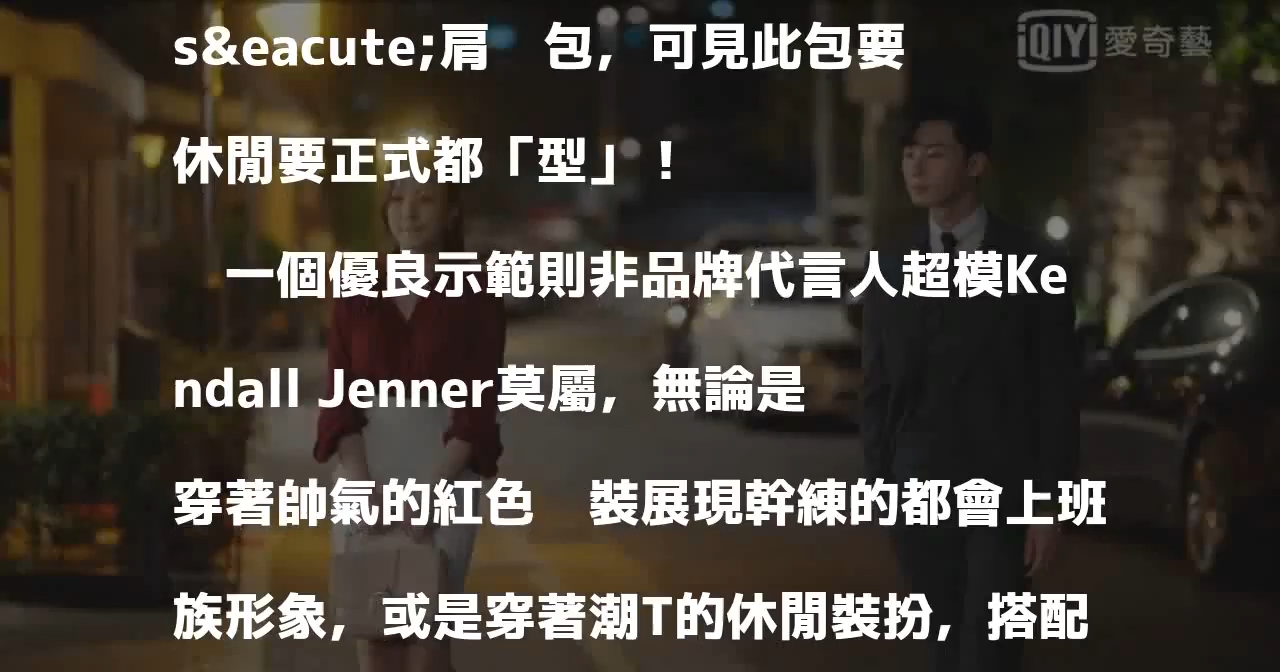 iQIYI 愛奇藝
s&eacute;肩　包，可見此包要
休閒要正式都「型」！
　一個優良示範則非品牌代言人超模Ke
ndall Jenner莫屬，無論是
穿著帥氣的紅色　裝展現幹練的都會上班
族形象，或是穿著潮T的休閒裝扮，搭配